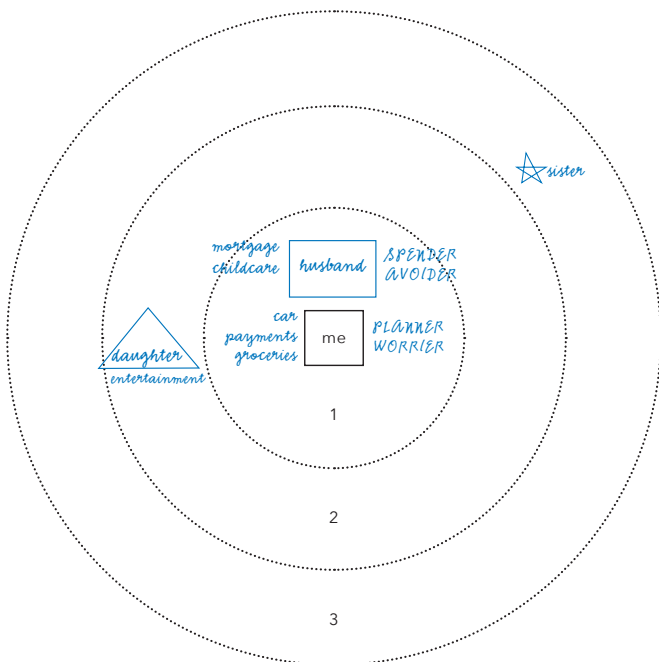 sister
mortgage
childcare
husband
SPENDER
AVOIDER
car
payments
groceries
me
PLANNER
WORRIER
daughter
entertainment
1
2
3